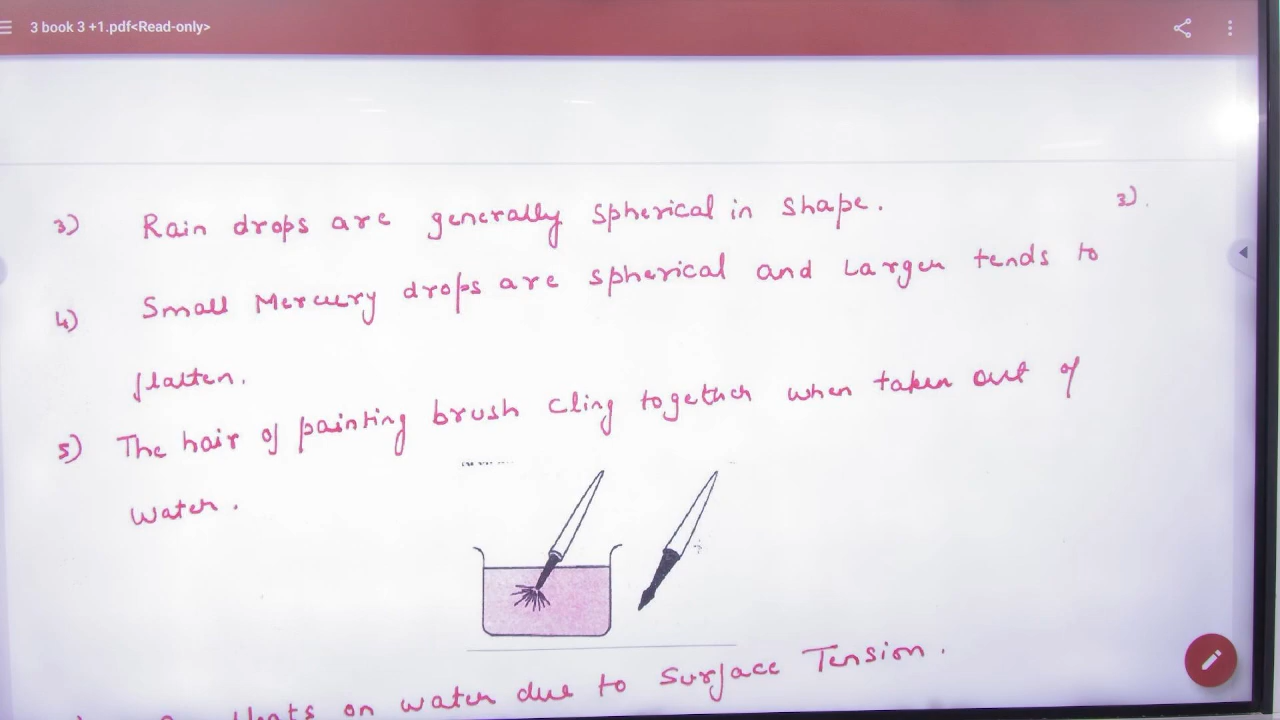 3 book 3 +1.pdf<Read-only>
3) Rain drops are generally spherical in shape. 3).
4) Small Mercury drops are spherical and Larger tends to
flatten.
5) The hair of painting brush cling together when taken out of
water.
on water due to Surface Tension.